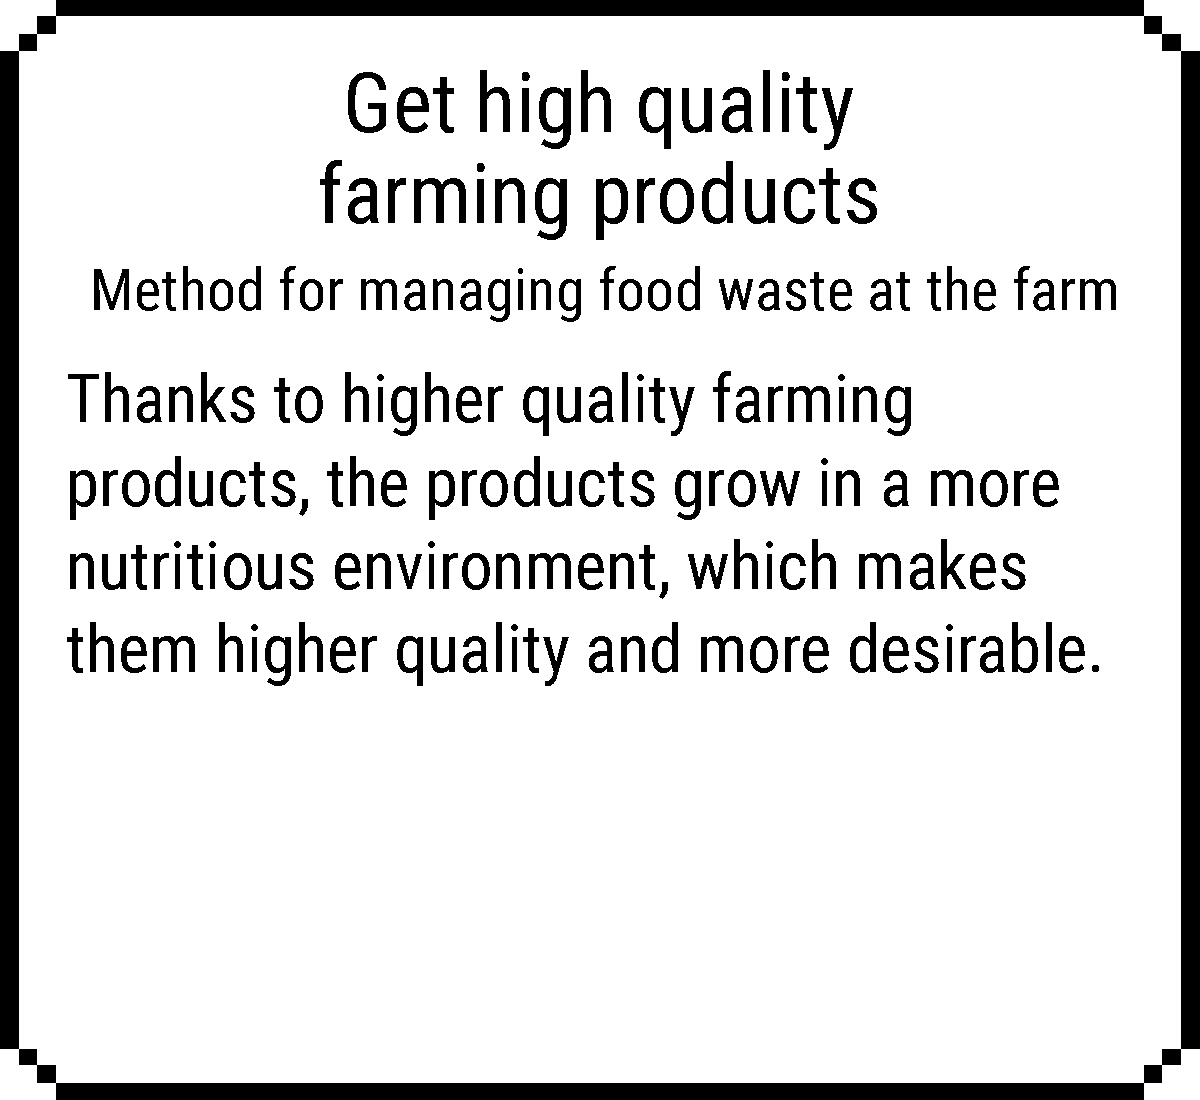 Get high quality
farming products
Method for managing food waste at the farm
Thanks to higher quality farming
products, the products grow in a more
nutritious environment, which makes
them higher quality and more desirable.